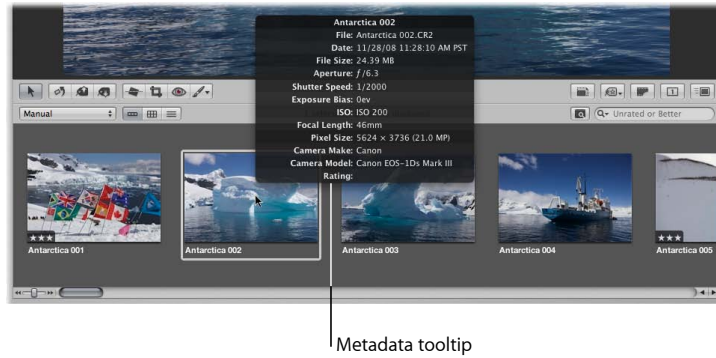 Antarctica 002
File: Antarctica 002.CR2
Date: 11/28/08 11:28:10 AM PST
File Size: 24.39 MB
Aperture: ƒ/6.3
Shutter Speed: 1/2000
Exposure Bias: 0ev
ISO: ISO 200
Focal Length: 46mm
Pixel Size: 5624 × 3736 (21.0 MP)
Camera Make: Canon
Camera Model: Canon EOS-1Ds Mark III
Rating:
Manual
Unrated or Better
Antarctica 001
Antarctica 002
Antarctica 003
Antarctica 004
Antarctica 005
Metadata tooltip